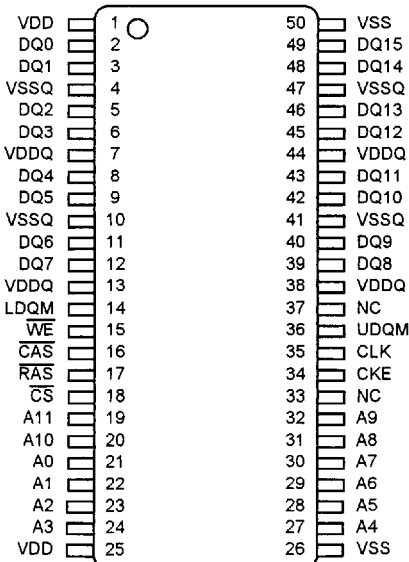 VDD 1 50 VSS
DQ0 2 49 DQ15
DQ1 3 48 DQ14
VSSQ 4 47 VSSQ
DQ2 5 46 DQ13
DQ3 6 45 DQ12
VDDQ 7 44 VDDQ
DQ4 8 43 DQ11
DQ5 9 42 DQ10
VSSQ 10 41 VSSQ
DQ6 11 40 DQ9
DQ7 12 39 DQ8
VDDQ 13 38 VDDQ
LDQM 14 37 NC
W̅E̅ 15 36 UDQM
C̅A̅S̅ 16 35 CLK
R̅A̅S̅ 17 34 CKE
C̅S̅ 18 33 NC
A11 19 32 A9
A10 20 31 A8
A0 21 30 A7
A1 22 29 A6
A2 23 28 A5
A3 24 27 A4
VDD 25 26 VSS